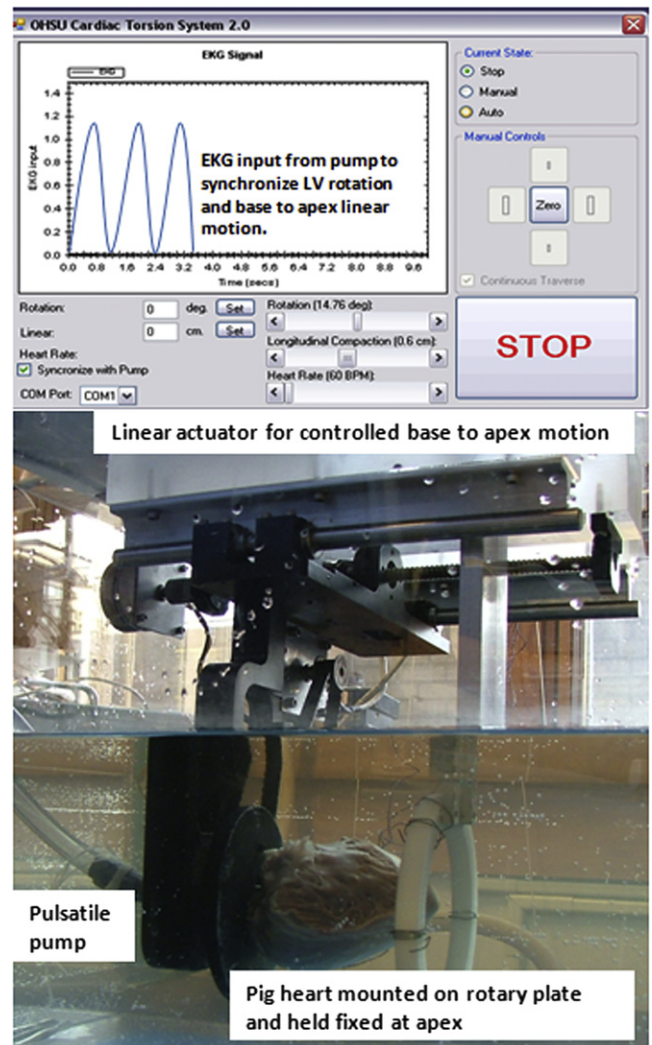 OHSU Cardiac Torsion System 2.0
EKG Signal
EKG
EKG input
1.4
1.2
1.0
0.8
0.6
0.4
0.2
0.0
0.0 0.8 1.6 2.4 3.2 4.0 4.8 5.6 6.4 7.2 8.0 8.8 9.6
Time (secs)
EKG input from pump to
synchronize LV rotation
and base to apex linear
motion.
Current State:
Stop
Manual
Auto
Manual Controls
Zero
Continuous Traverse
Rotation: 0 deg. Set
Linear: 0 cm. Set
Heart Rate:
Syncronize with Pump
COM Port: COM1
Rotation (14.76 deg):
Longitudinal Compaction (0.6 cm):
Heart Rate (60 BPM):
STOP
Linear actuator for controlled base to apex motion
Pulsatile
pump
Pig heart mounted on rotary plate
and held fixed at apex